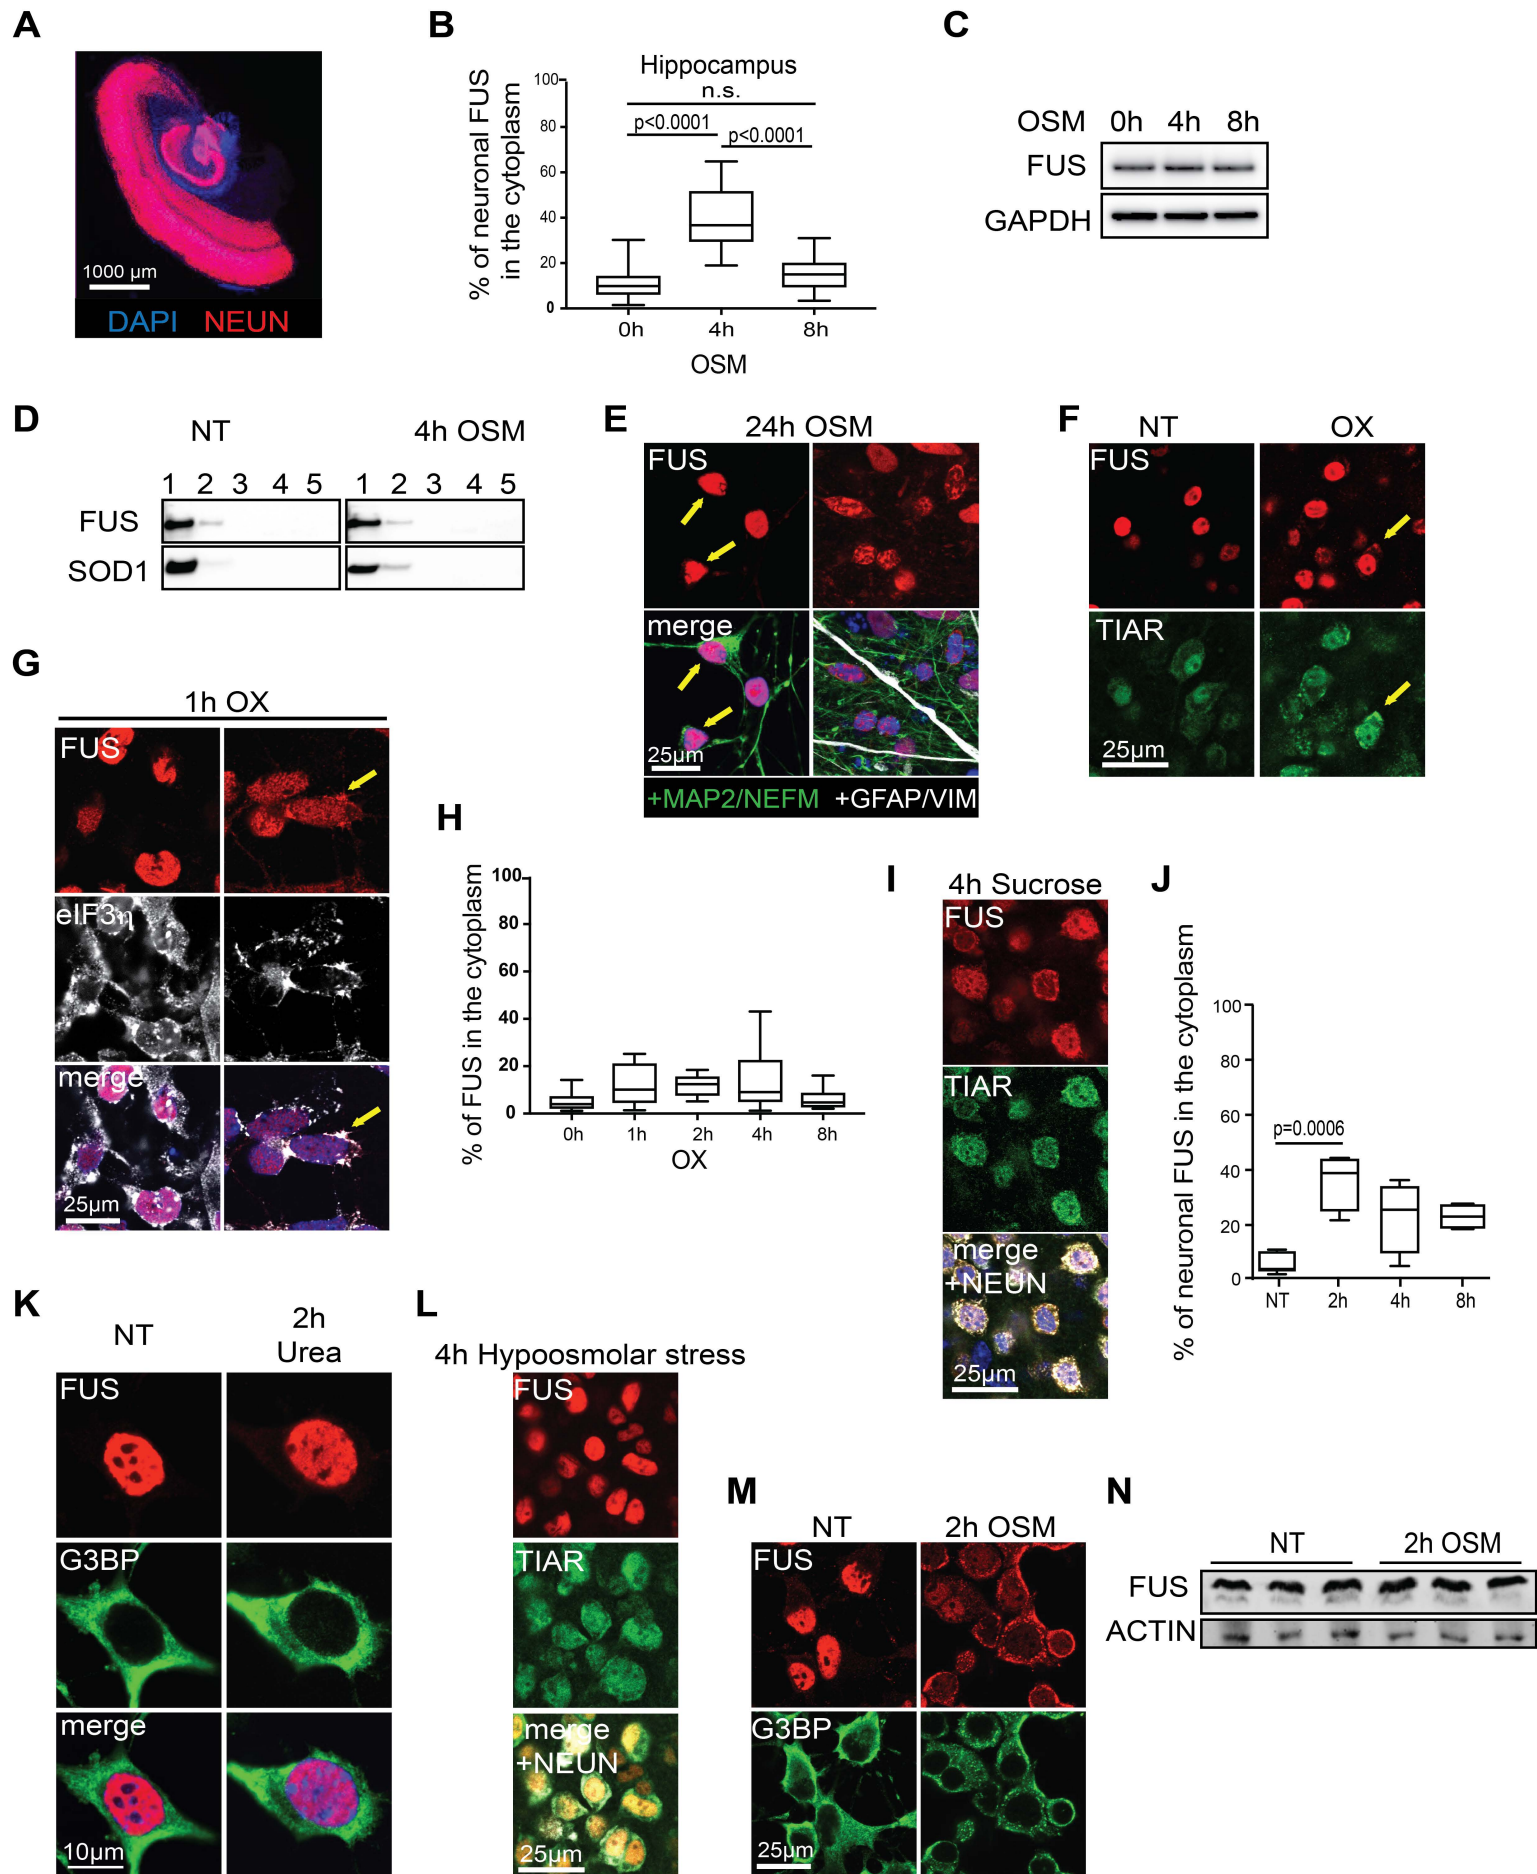 A
1000 µm
DAPI NEUN
B
Hippocampus
n.s.
p<0.0001
p<0.0001
% of neuronal FUS
in the cytoplasm
100
80
60
40
20
0
0h 4h 8h
OSM
C
OSM 0h 4h 8h
FUS
GAPDH
D
NT 4h OSM
1 2 3 4 5 1 2 3 4 5
FUS
SOD1
E
24h OSM
FUS
merge
25µm
+MAP2/NEFM +GFAP/VIM
F
NT OX
FUS
TIAR
25µm
G
1h OX
FUS
eIF3η
merge
25µm
H
% of FUS in the cytoplasm
100
80
60
40
20
0
0h 1h 2h 4h 8h
OX
I
4h Sucrose
FUS
TIAR
merge
+NEUN
25µm
J
% of neuronal FUS in the cytoplasm
100
80
60
40
20
0
p=0.0006
NT 2h 4h 8h
K
NT 2h
Urea
FUS
G3BP
merge
10µm
L
4h Hypoosmolar stress
FUS
TIAR
merge
+NEUN
25µm
M
NT 2h OSM
FUS
G3BP
25µm
N
NT 2h OSM
FUS
ACTIN